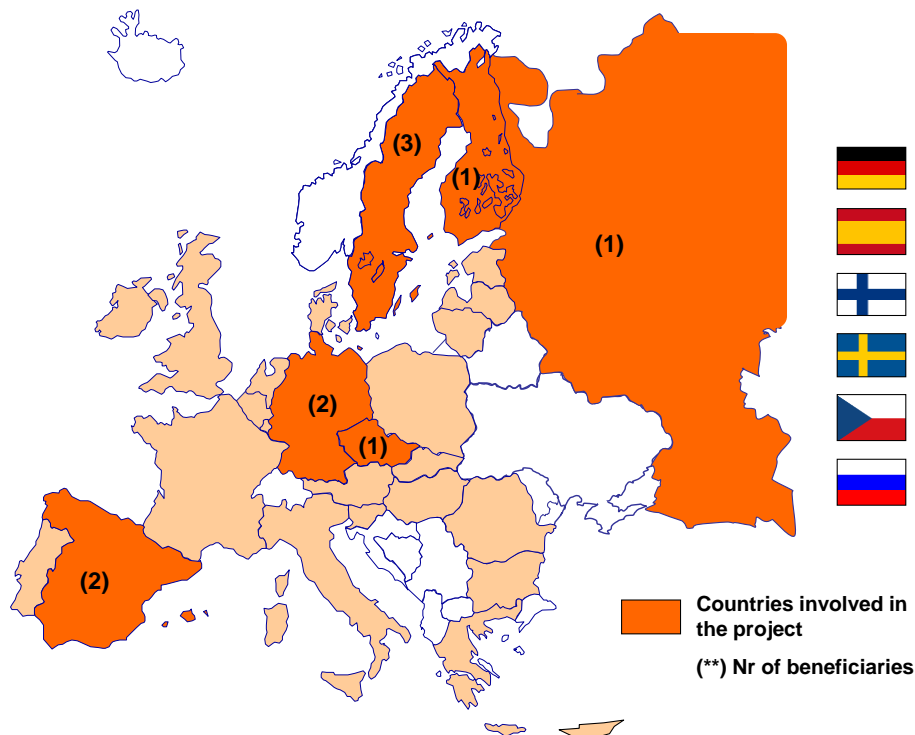 (3)
(1)
(1)
(2)
(1)
(2)
Countries involved in
the project
(**) Nr of beneficiaries